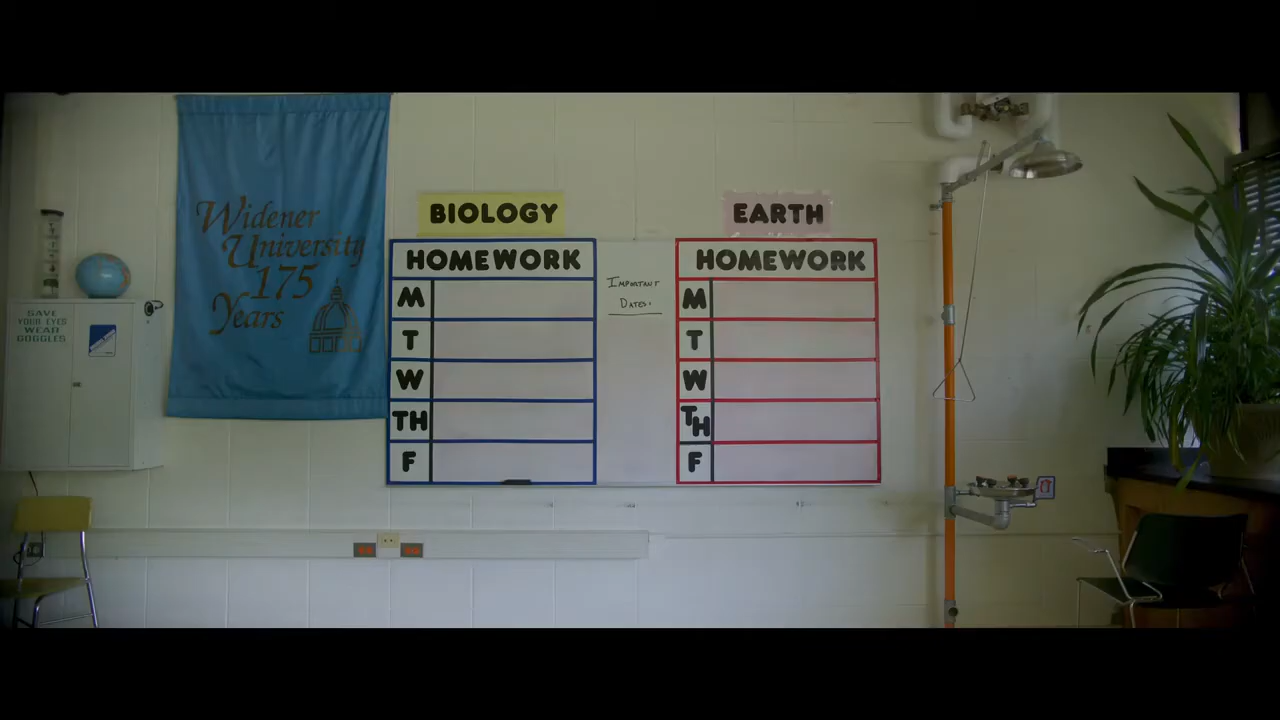 Widener
University
175
Years
SAVE
YOUR EYES
WEAR
GOGGLES
BIOLOGY
HOMEWORK
M
T
W
TH
F
IMPORTANT
DATES:
EARTH
HOMEWORK
M
T
W
TH
F